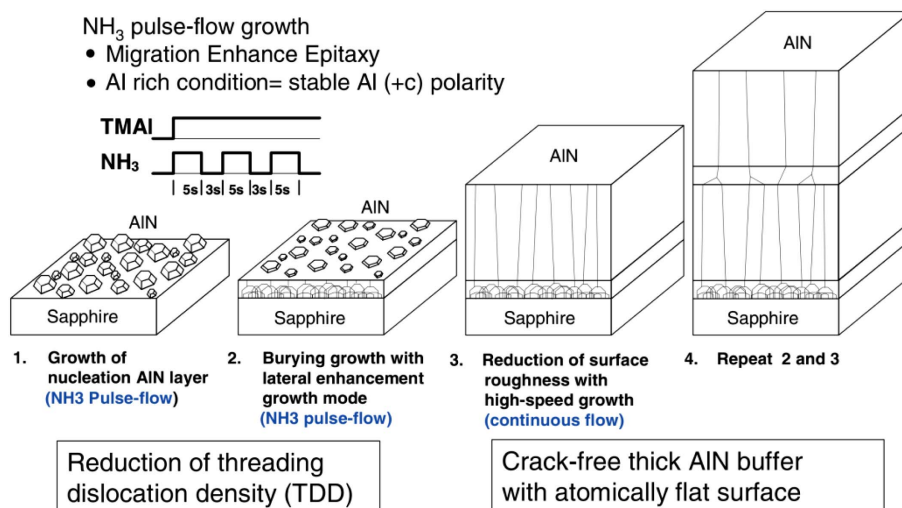 NH₃ pulse-flow growth
• Migration Enhance Epitaxy
• Al rich condition= stable Al (+c) polarity
TMAl
NH₃
5s 3s 5s 3s 5s
AlN
Sapphire
AlN
Sapphire
AlN
Sapphire
AlN
Sapphire
1. Growth of
nucleation AlN layer
(NH3 Pulse-flow)
2. Burying growth with
lateral enhancement
growth mode
(NH3 pulse-flow)
3. Reduction of surface
roughness with
high-speed growth
(continuous flow)
4. Repeat 2 and 3
Reduction of threading
dislocation density (TDD)
Crack-free thick AlN buffer
with atomically flat surface